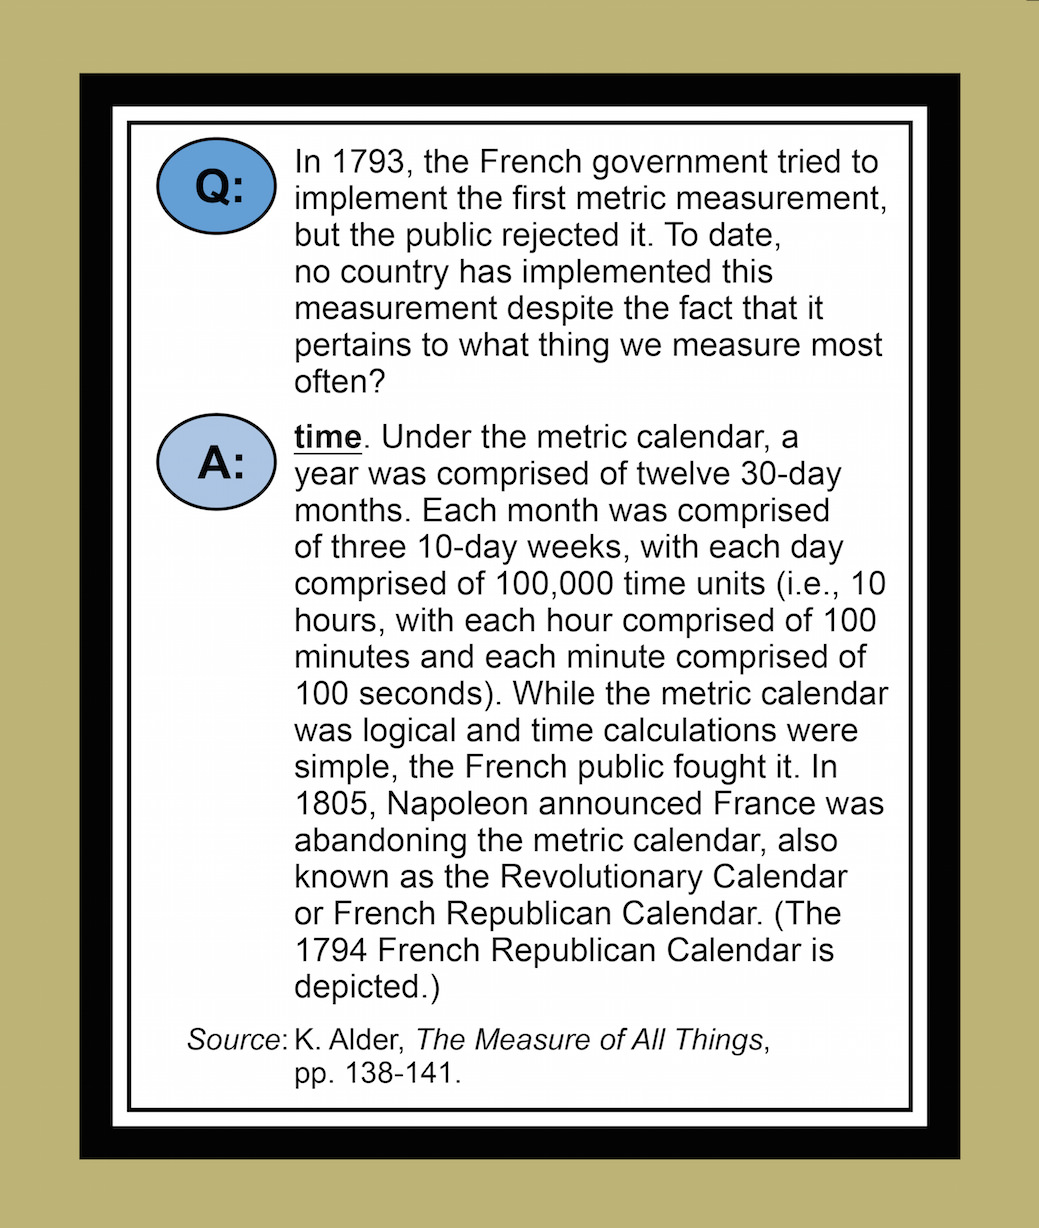 Q:
In 1793, the French government tried to
implement the first metric measurement,
but the public rejected it. To date,
no country has implemented this
measurement despite the fact that it
pertains to what thing we measure most
often?
A:
time. Under the metric calendar, a
year was comprised of twelve 30-day
months. Each month was comprised
of three 10-day weeks, with each day
comprised of 100,000 time units (i.e., 10
hours, with each hour comprised of 100
minutes and each minute comprised of
100 seconds). While the metric calendar
was logical and time calculations were
simple, the French public fought it. In
1805, Napoleon announced France was
abandoning the metric calendar, also
known as the Revolutionary Calendar
or French Republican Calendar. (The
1794 French Republican Calendar is
depicted.)
Source: K. Alder, The Measure of All Things,
pp. 138-141.